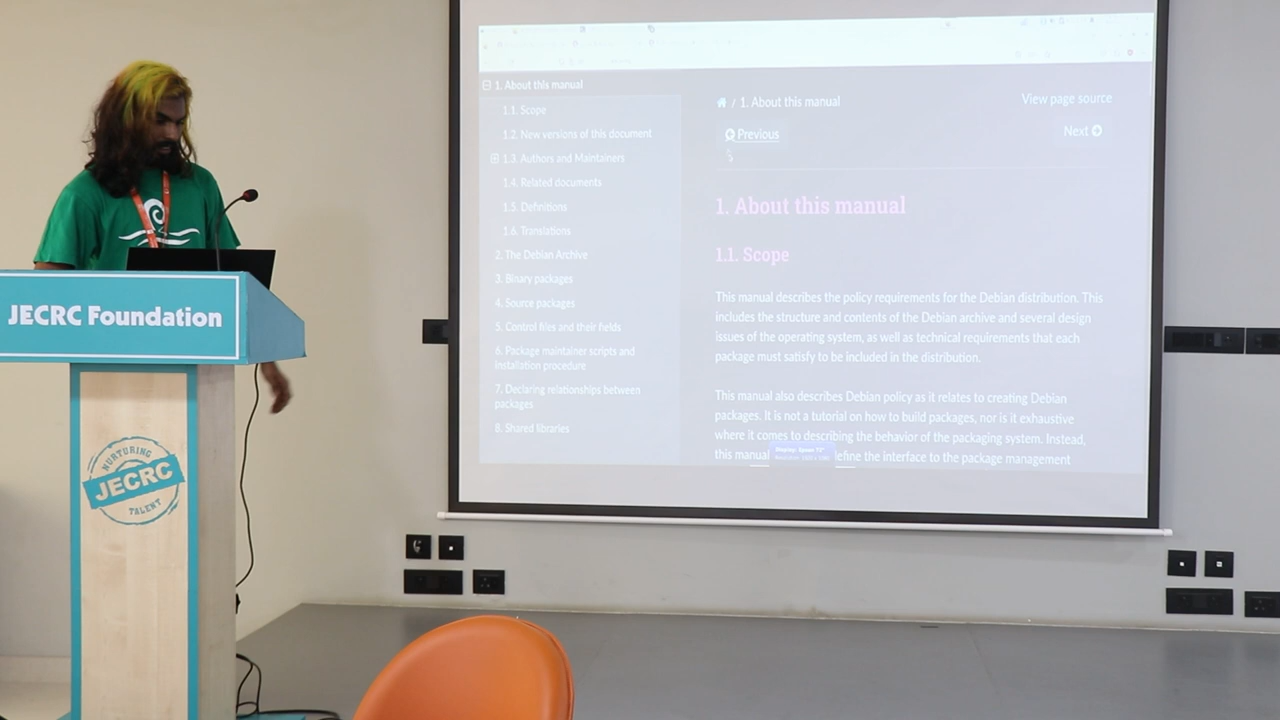 JECRC Foundation
NURTURING
JECRC
TALENT
1. About this manual
1.1. Scope
1.2. New versions of this document
1.3. Authors and Maintainers
1.4. Related documents
1.5. Definitions
1.6. Translations
2. The Debian Archive
3. Binary packages
4. Source packages
5. Control files and their fields
6. Package maintainer scripts and
installation procedure
7. Declaring relationships between
packages
8. Shared libraries
/ 1. About this manual
View page source
Previous
Next
1. About this manual
1.1. Scope
This manual describes the policy requirements for the Debian distribution. This
includes the structure and contents of the Debian archive and several design
issues of the operating system, as well as technical requirements that each
package must satisfy to be included in the distribution.
This manual also describes Debian policy as it relates to creating Debian
packages. It is not a tutorial on how to build packages, nor is it exhaustive
where it comes to describing the behavior of the packaging system. Instead,
this manual define the interface to the package management